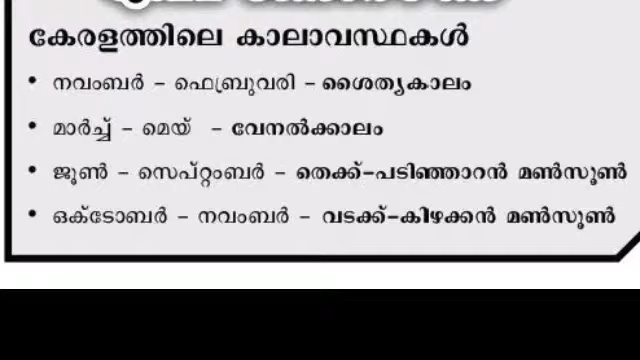 കേരളത്തിലെ കാലാവസ്ഥകൾ
• നവംബർ - ഫെബ്രുവരി - ശൈത്യകാലം
• മാർച്ച് - മെയ് - വേനൽക്കാലം
• ജൂൺ - സെപ്റ്റംബർ - തെക്ക്-പടിഞ്ഞാറൻ മൺസൂൺ
• ഒക്ടോബർ - നവംബർ - വടക്ക്-കിഴക്കൻ മൺസൂൺ